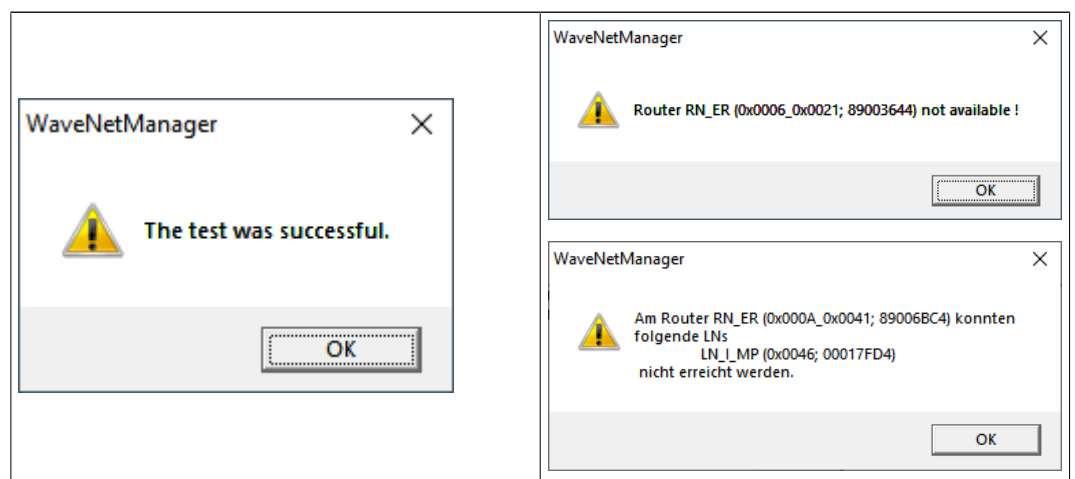 WaveNetManager
The test was successful.
OK
WaveNetManager
Router RN_ER (0x0006_0x0021; 89003644) not available !
OK
WaveNetManager
Am Router RN_ER (0x000A_0x0041; 89006BC4) konnten
folgende LNs
LN_I_MP (0x0046; 00017FD4)
nicht erreicht werden.
OK